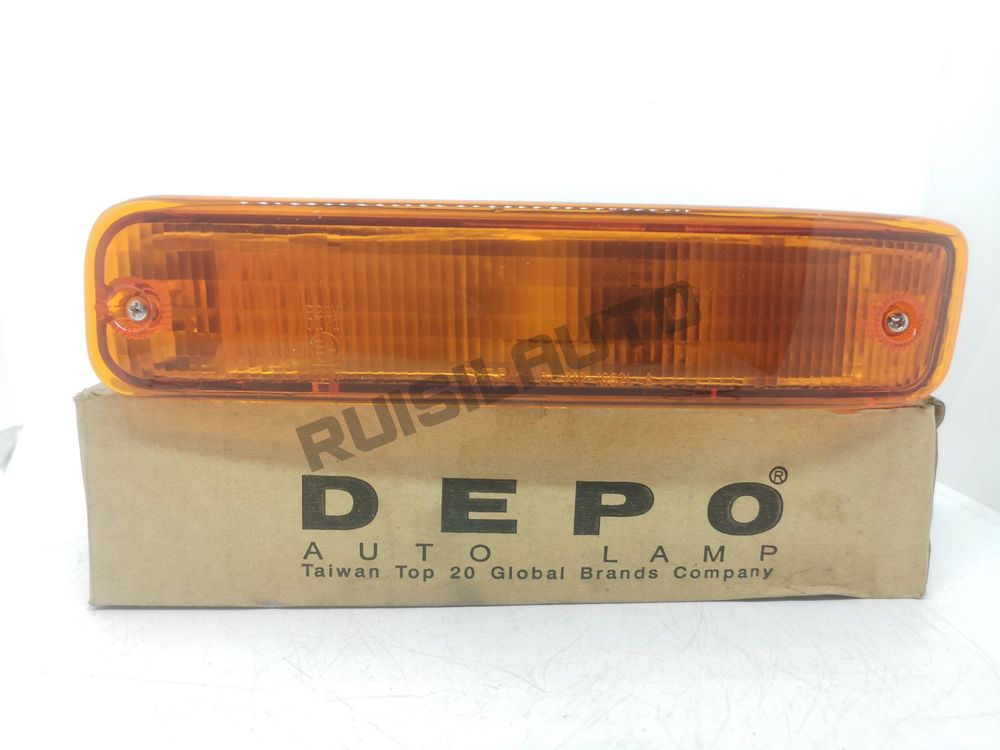 RUISILAUTO
DEPO®
AUTO LAMP
Taiwan Top 20 Global Brands Company